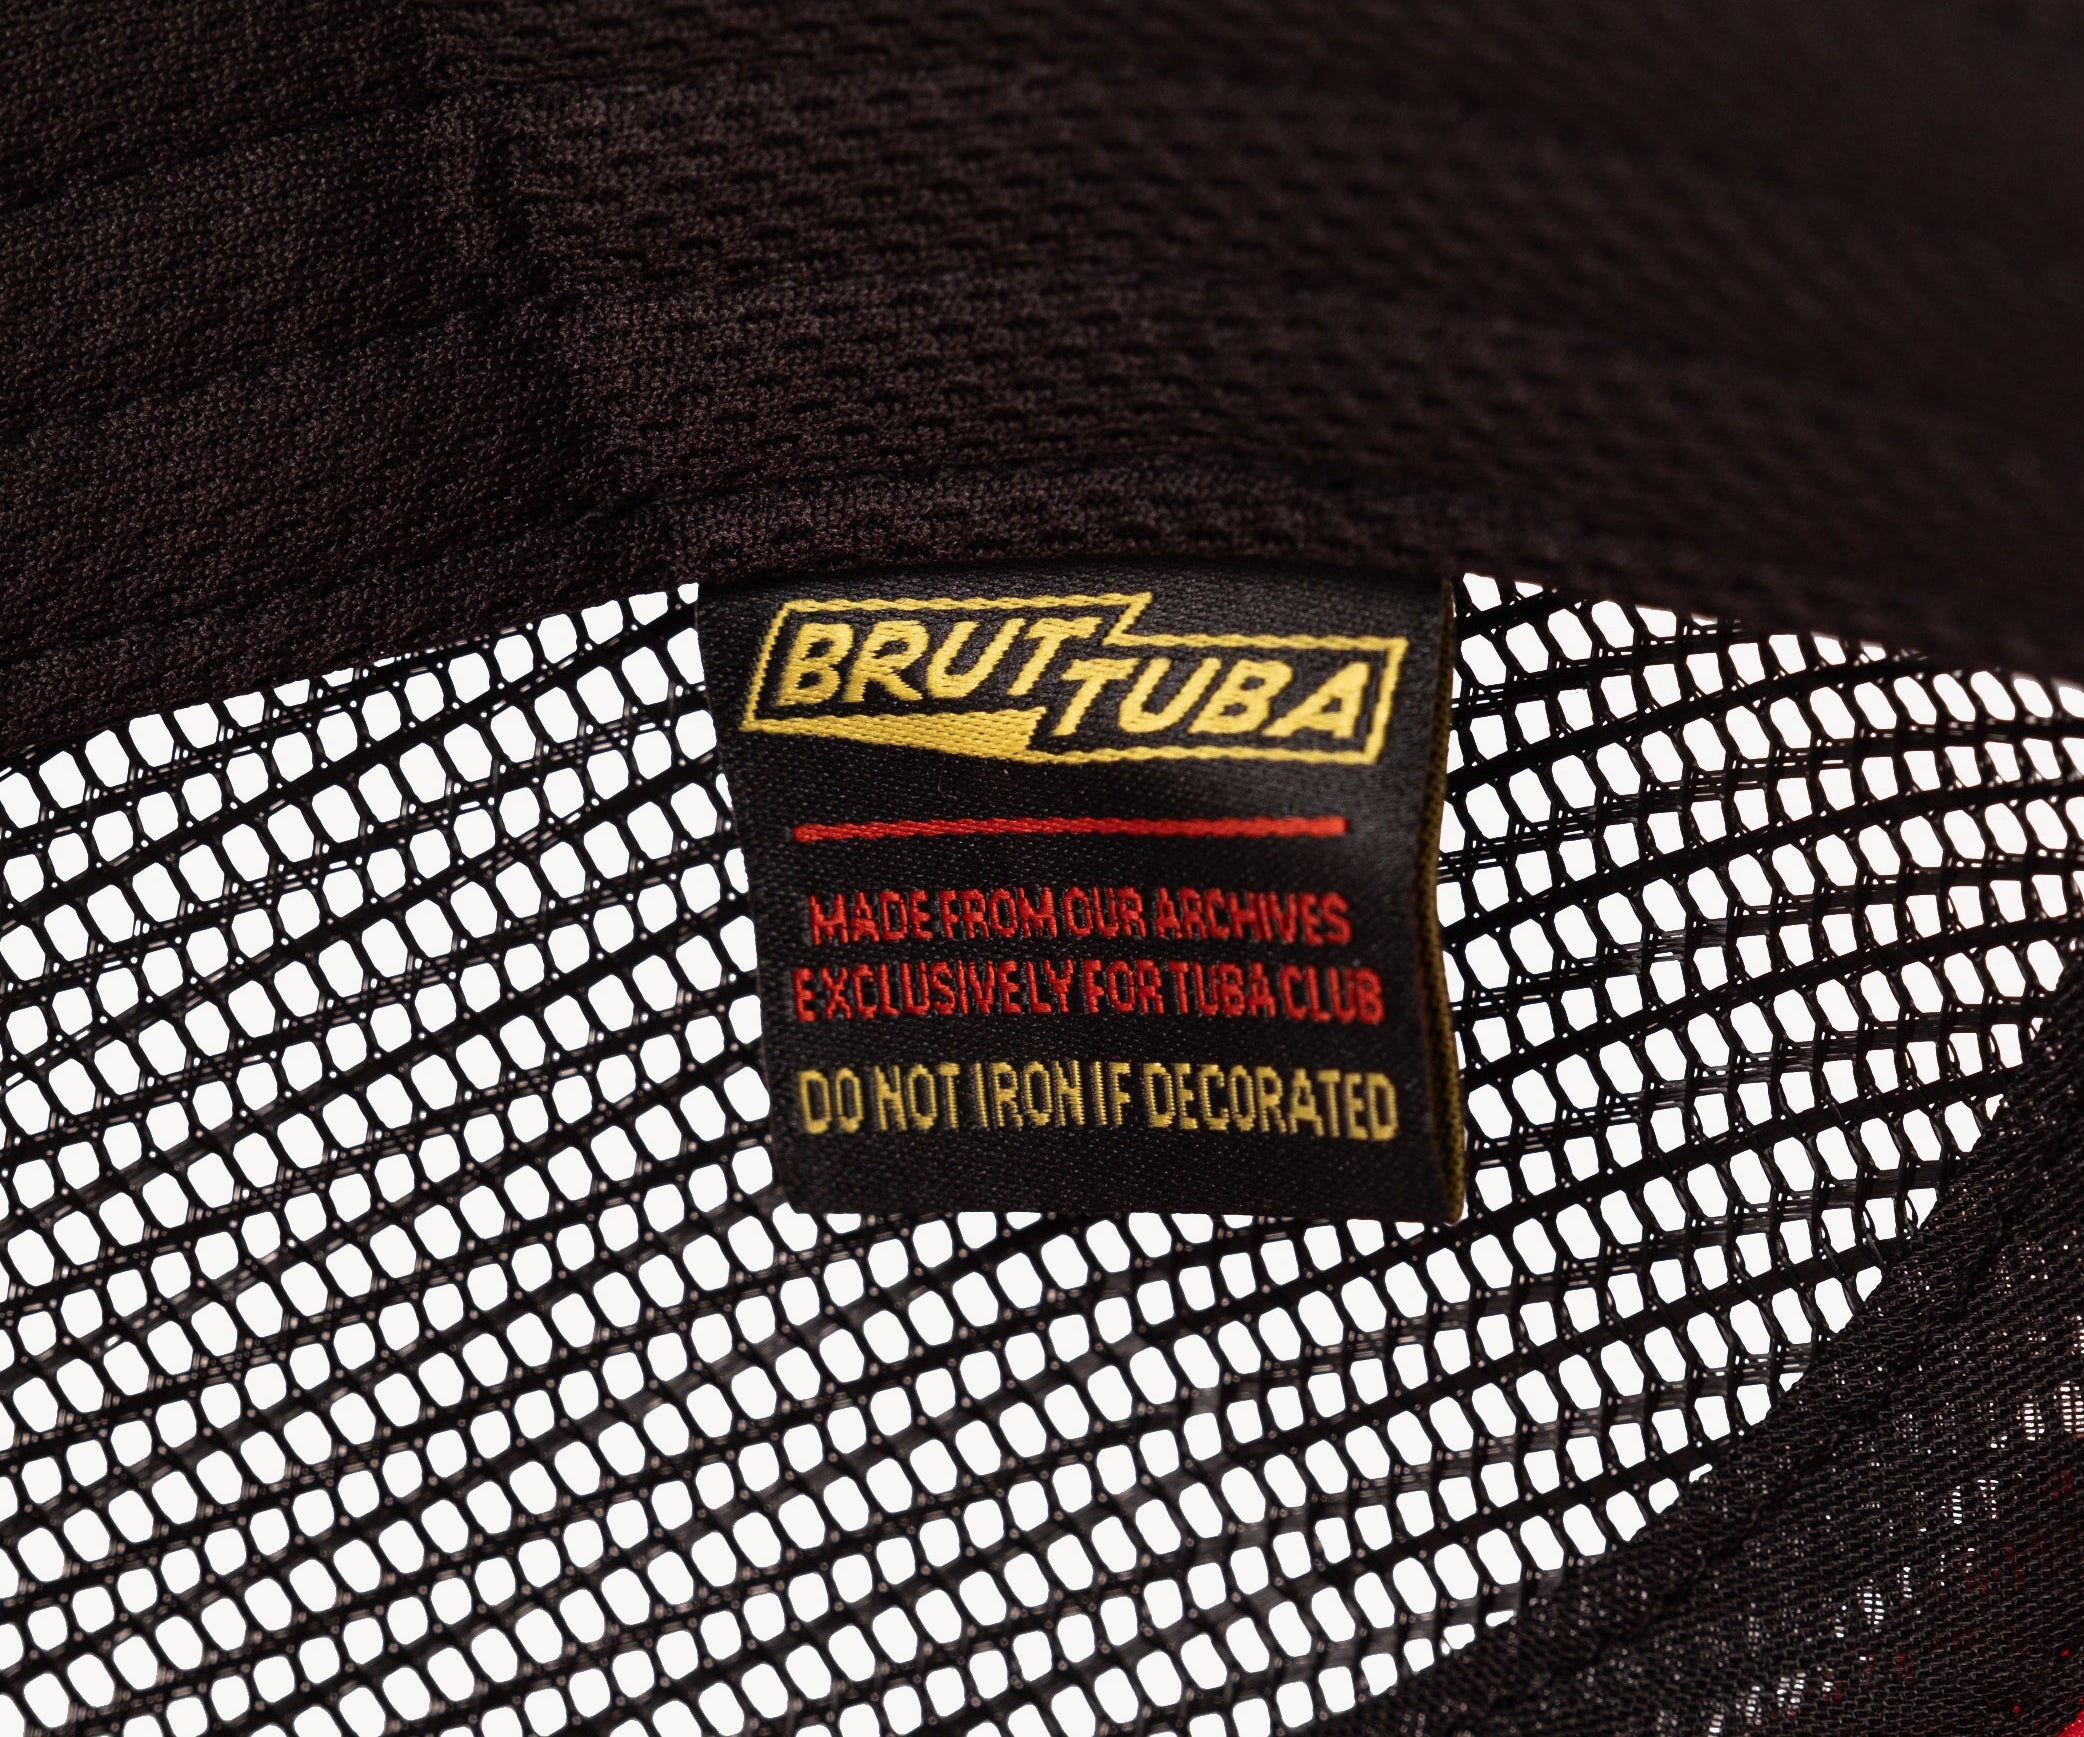 BRUT TUBA
MADE FROM OUR ARCHIVES
EXCLUSIVELY FOR TUBA CLUB
DO NOT IRON IF DECORATED